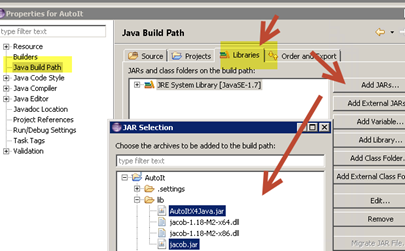 Properties for AutoIt
type filter text
Resource
Builders
Java Build Path
Java Code Style
Java Compiler
Java Editor
Javadoc Location
Project References
Run/Debug Settings
Task Tags
Validation
Java Build Path
Source
Projects
Libraries
Order and Export
JARs and class folders on the build path:
JRE System Library [JavaSE-1.7]
Add JARs...
Add External JARs
Add Variable...
Add Library...
Add Class Folder..
Add External Class Fol
Edit...
Remove
Migrate JAR File.
JAR Selection
Choose the archives to be added to the build path:
type filter text
AutoIt
.settings
lib
AutoItX4Java.jar
jacob-1.18-M2-x64.dll
jacob-1.18-M2-x86.dll
jacob.jar